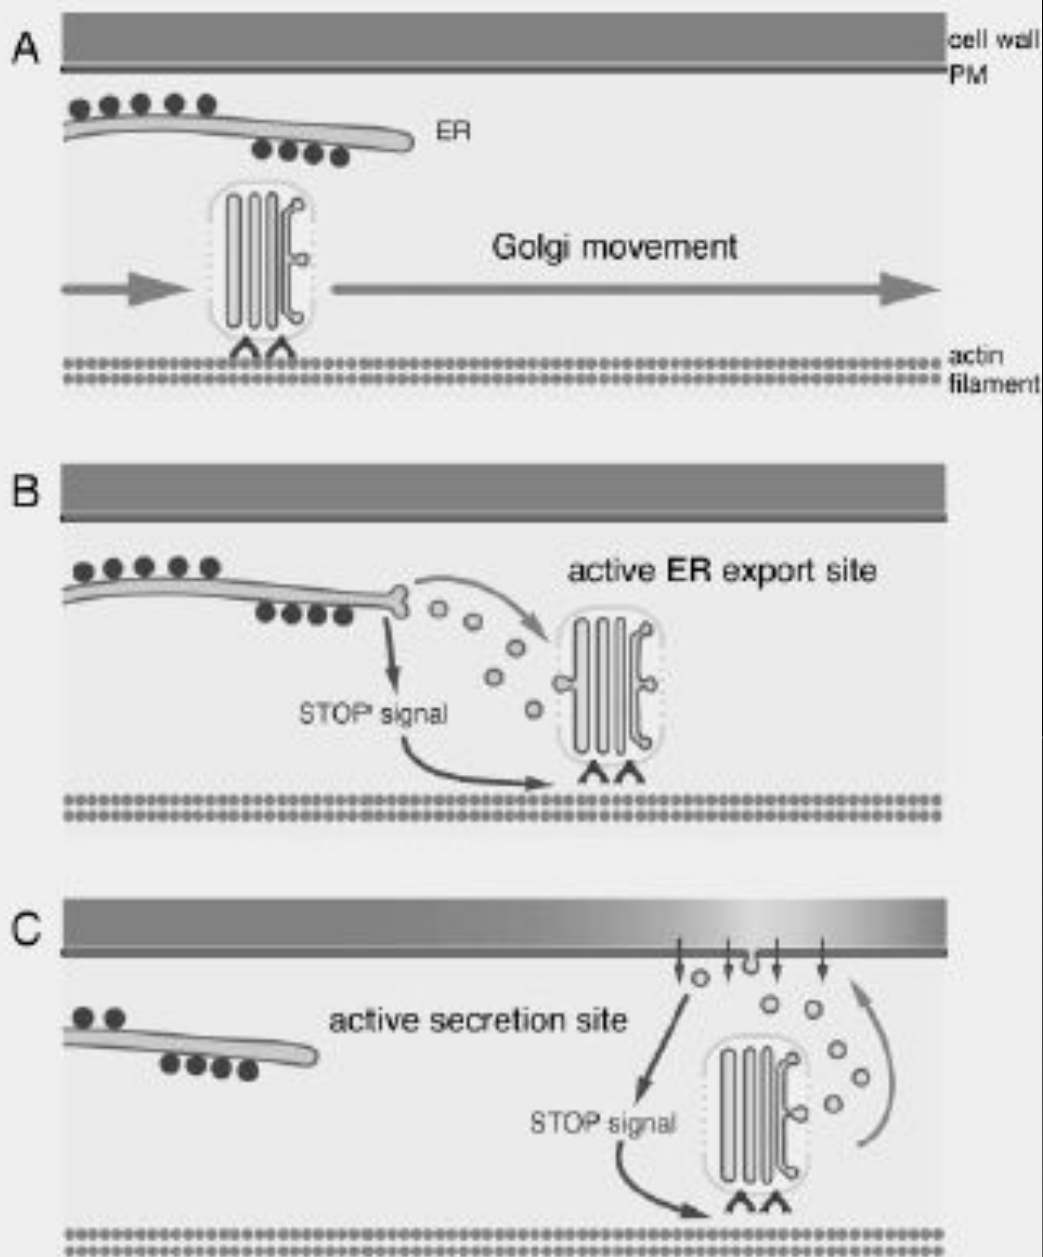 A
cell wall
PM
ER
Golgi movement
actin
filament
B
active ER export site
STOP signal
C
active secretion site
STOP signal